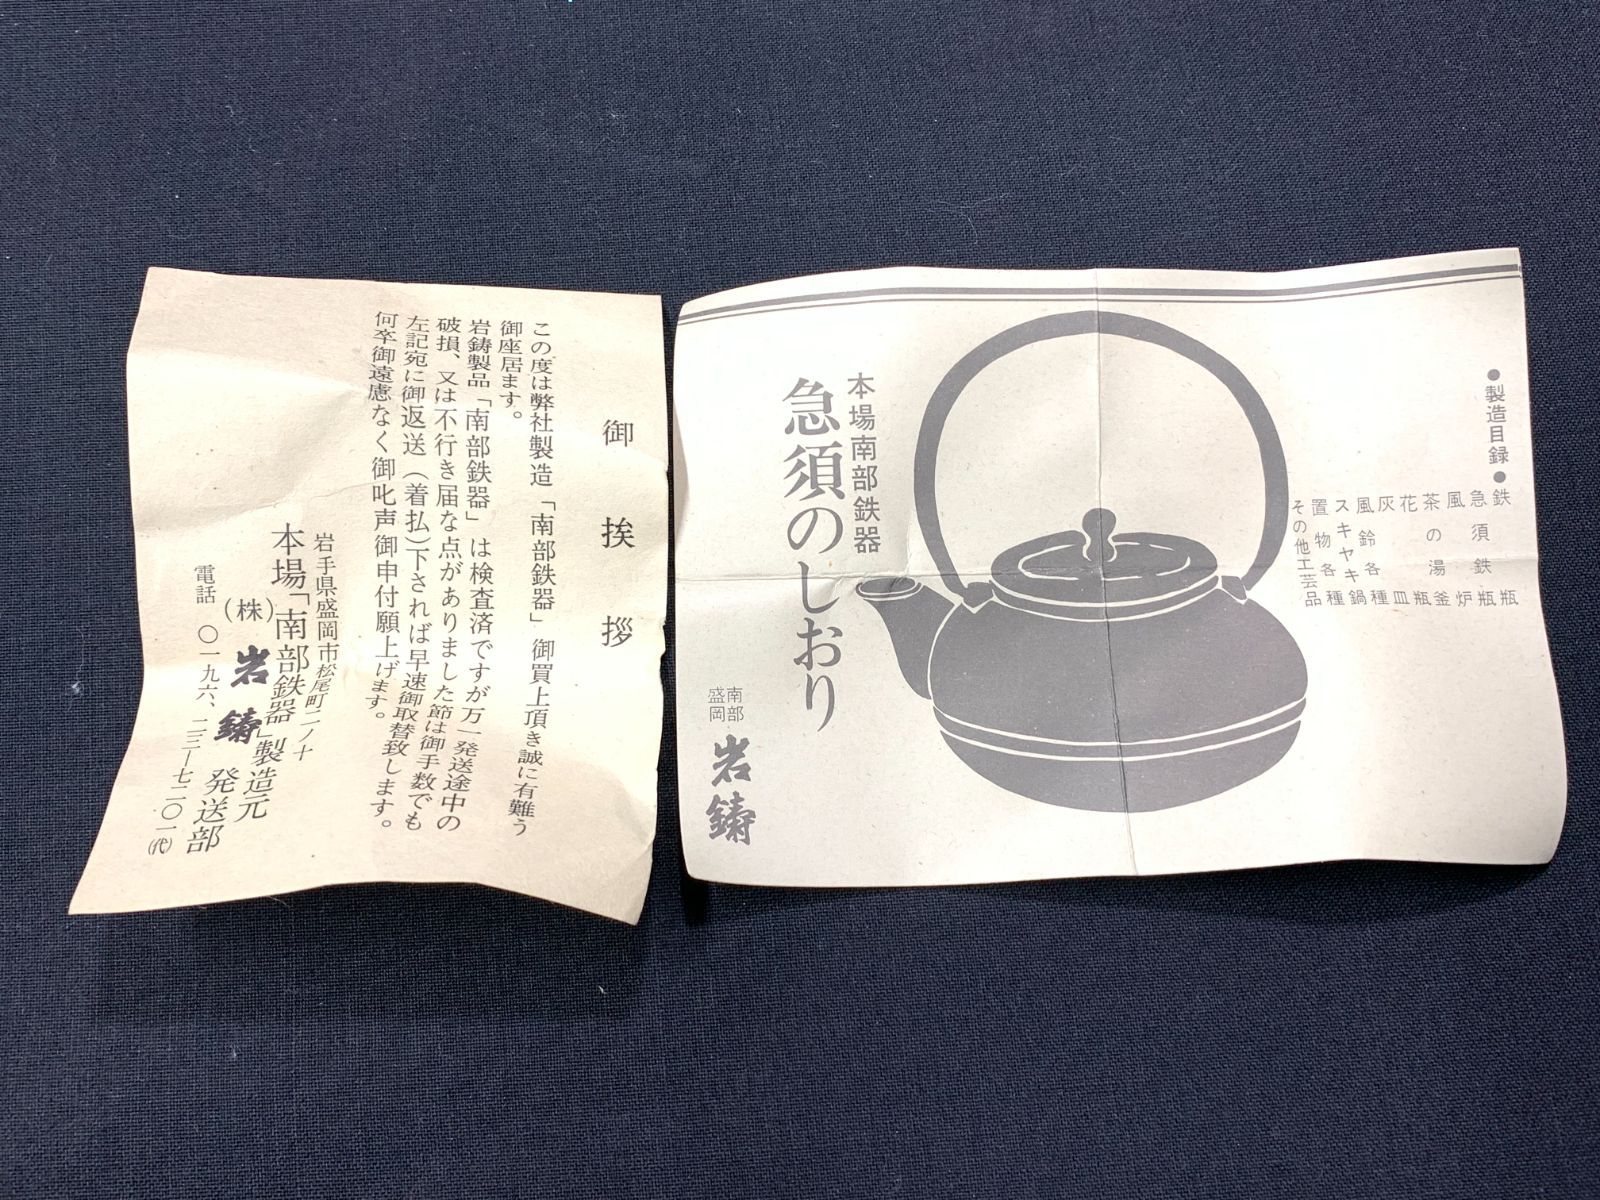 御挨拶
この度は弊社製造「南部鉄器」御買上頂き誠に有難う
御座居ます。
岩鋳製品「南部鉄器」は検査済ですが万一発送途中の
破損、又は不行き届な点がありました節は御手数でも
左記宛に御返送(着払)下されば早速御取替致します。
何卒御遠慮なく御叱声御申付願上げます。
岩手県盛岡市松尾町二ノ十
本場「南部鉄器」製造元
(株)岩鋳 発送部
電話 〇一九六、二三―七二〇一(代)
●製造目録●
鉄瓶
急須鉄瓶
風炉
茶の湯釜
花瓶
灰皿
風鈴各種
スキヤキ鍋
置物各種
その他工芸品
本場南部鉄器
急須のしおり
南部
盛岡
岩鋳